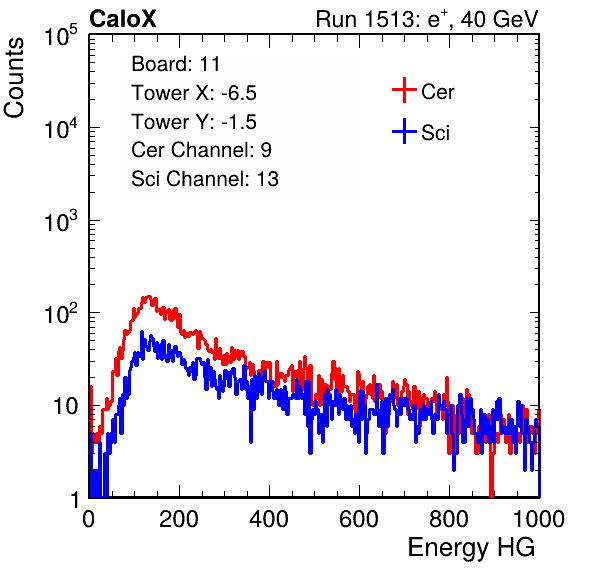 CaloX Run 1513: e⁺, 40 GeV
Counts
10⁵
10⁴
10³
10²
10
1
Board: 11
Tower X: -6.5
Tower Y: -1.5
Cer Channel: 9
Sci Channel: 13
Cer
Sci
0 200 400 600 800 1000
Energy HG